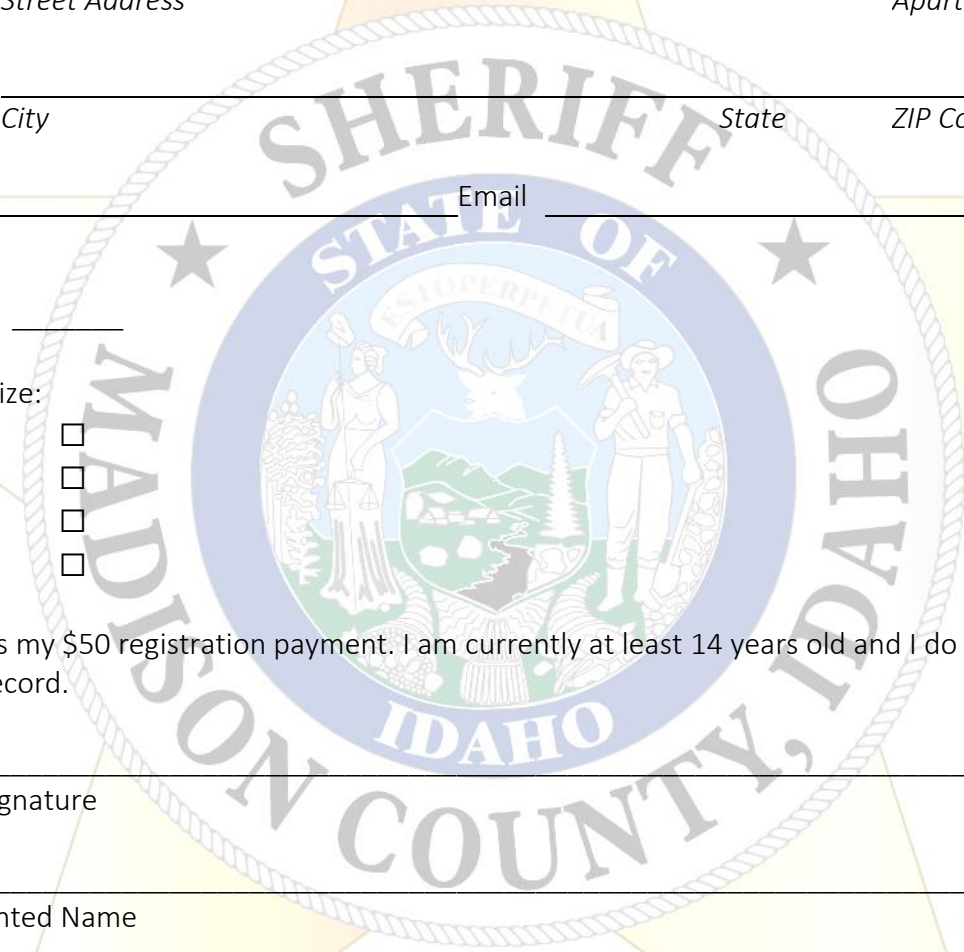 Street Address Apart
City State ZIP Co
Email
ize:
s my $50 registration payment. I am currently at least 14 years old and I do
ecord.
gnature
nted Name
SHERIFF
MADISON COUNTY, IDAHO
STATE OF
IDAHO
ESTO PERPETUA